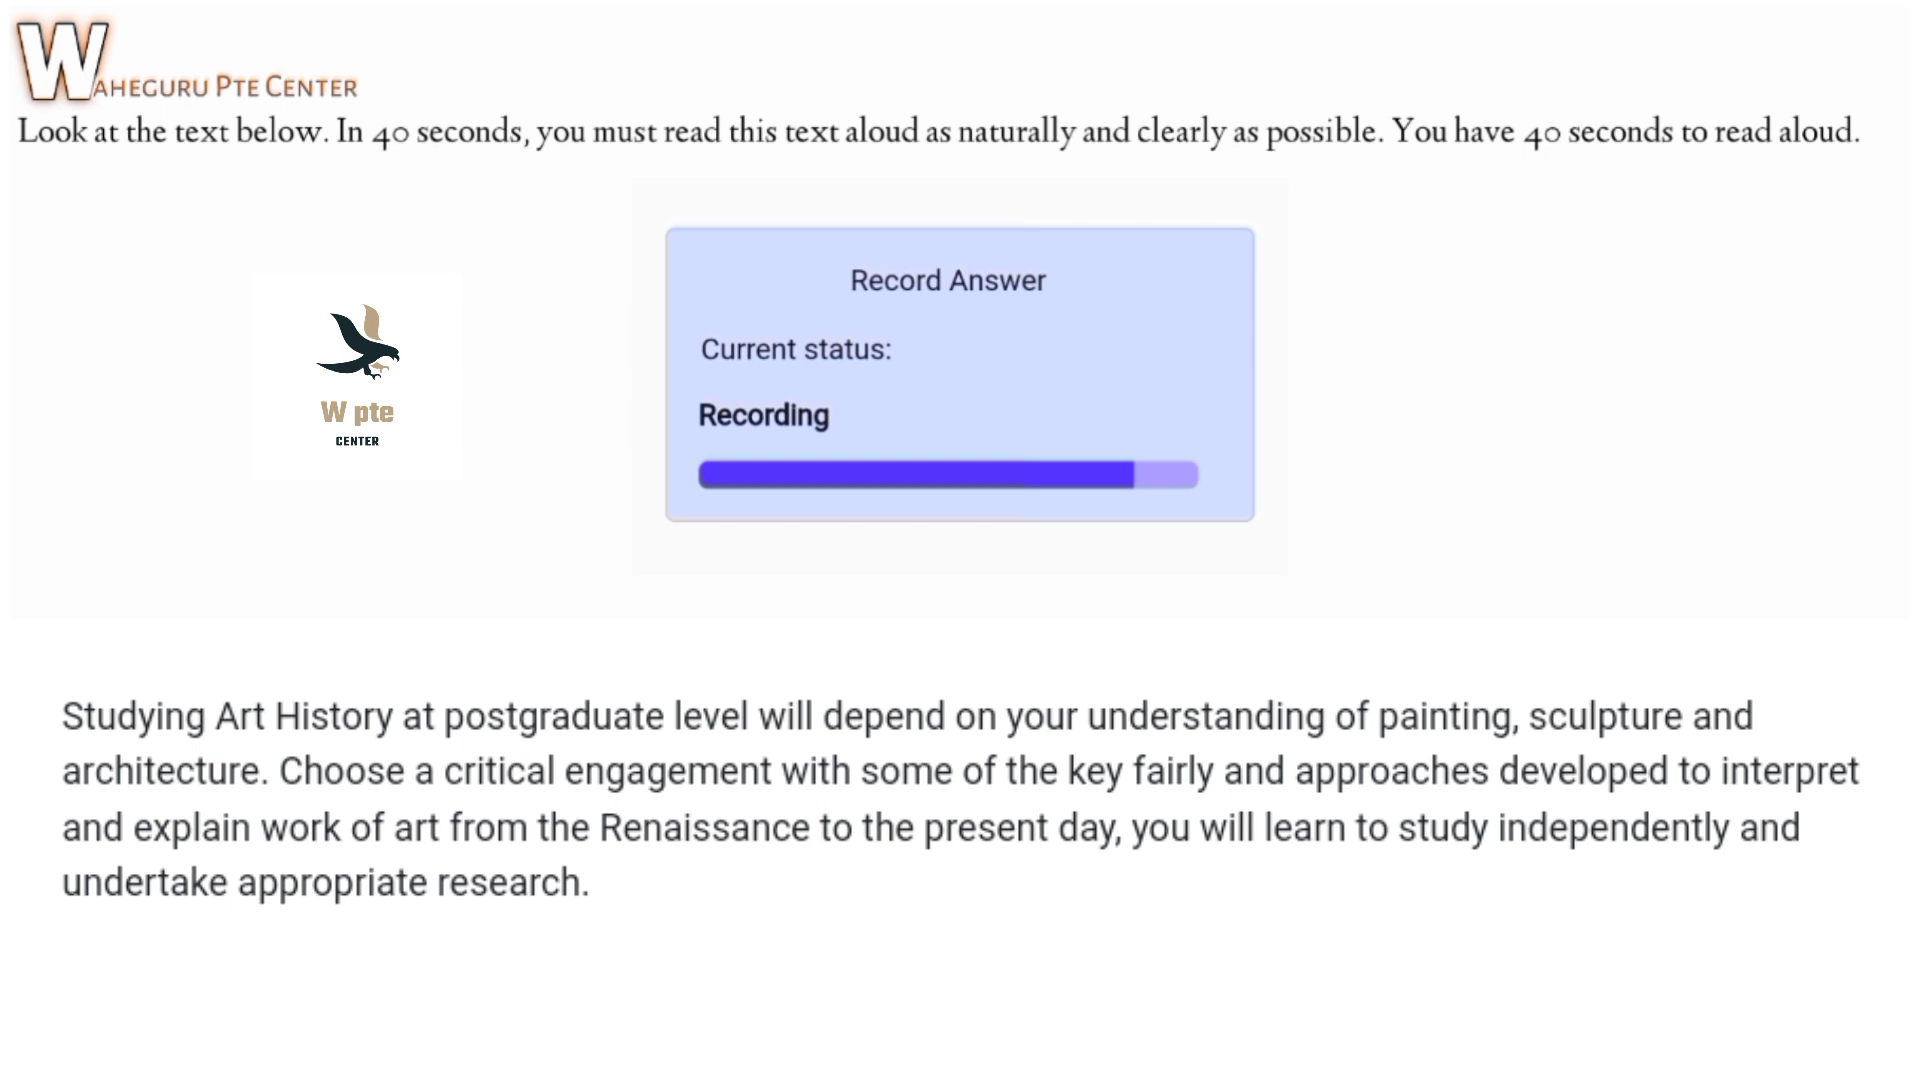 WAHEGURU PTE CENTER
Look at the text below. In 40 seconds, you must read this text aloud as naturally and clearly as possible. You have 40 seconds to read aloud.
Record Answer
Current status:
Recording
W pte
CENTER
Studying Art History at postgraduate level will depend on your understanding of painting, sculpture and
architecture. Choose a critical engagement with some of the key fairly and approaches developed to interpret
and explain work of art from the Renaissance to the present day, you will learn to study independently and
undertake appropriate research.